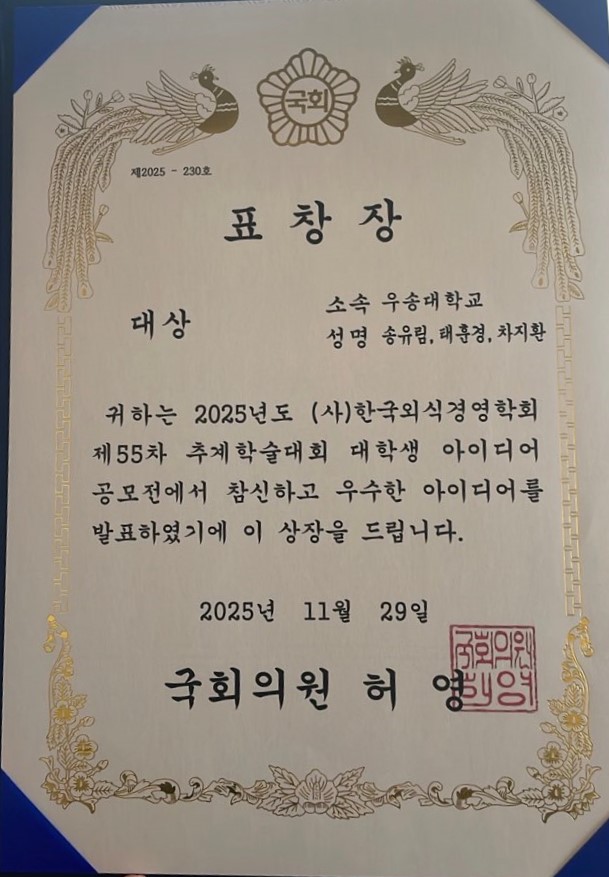 국회
제2025 - 230호
표 창 장
대상
소속 우송대학교
성명 송유림, 태훈경, 차지환
귀하는 2025년도 (사)한국외식경영학회
제55차 추계학술대회 대학생 아이디어
공모전에서 참신하고 우수한 아이디어를
발표하였기에 이 상장을 드립니다.
2025년 11월 29일
국회의원 허 영
국회의원
허영